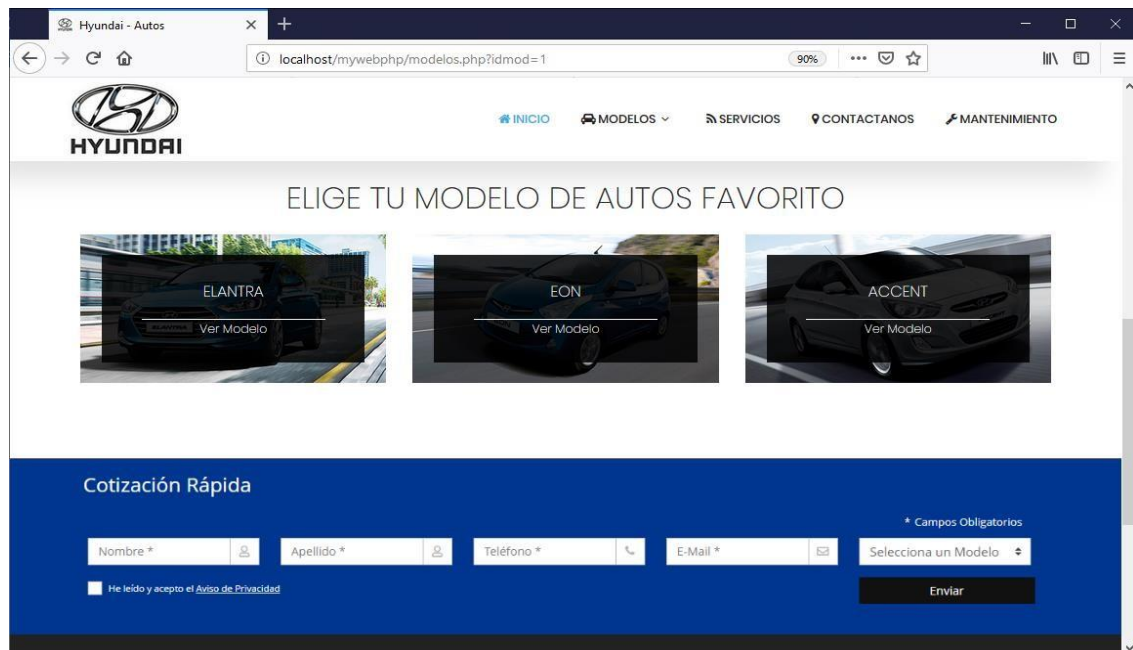 Hyundai - Autos
localhost/mywebphp/modelos.php?idmod=1
90%
HYUNDAI
INICIO MODELOS SERVICIOS CONTACTANOS MANTENIMIENTO
ELIGE TU MODELO DE AUTOS FAVORITO
ELANTRA EON ACCENT
Ver Modelo Ver Modelo Ver Modelo
Cotización Rápida
* Campos Obligatorios
Nombre * Apellido * Teléfono * E-Mail * Selecciona un Modelo
He leído y acepto el Aviso de Privacidad
Enviar